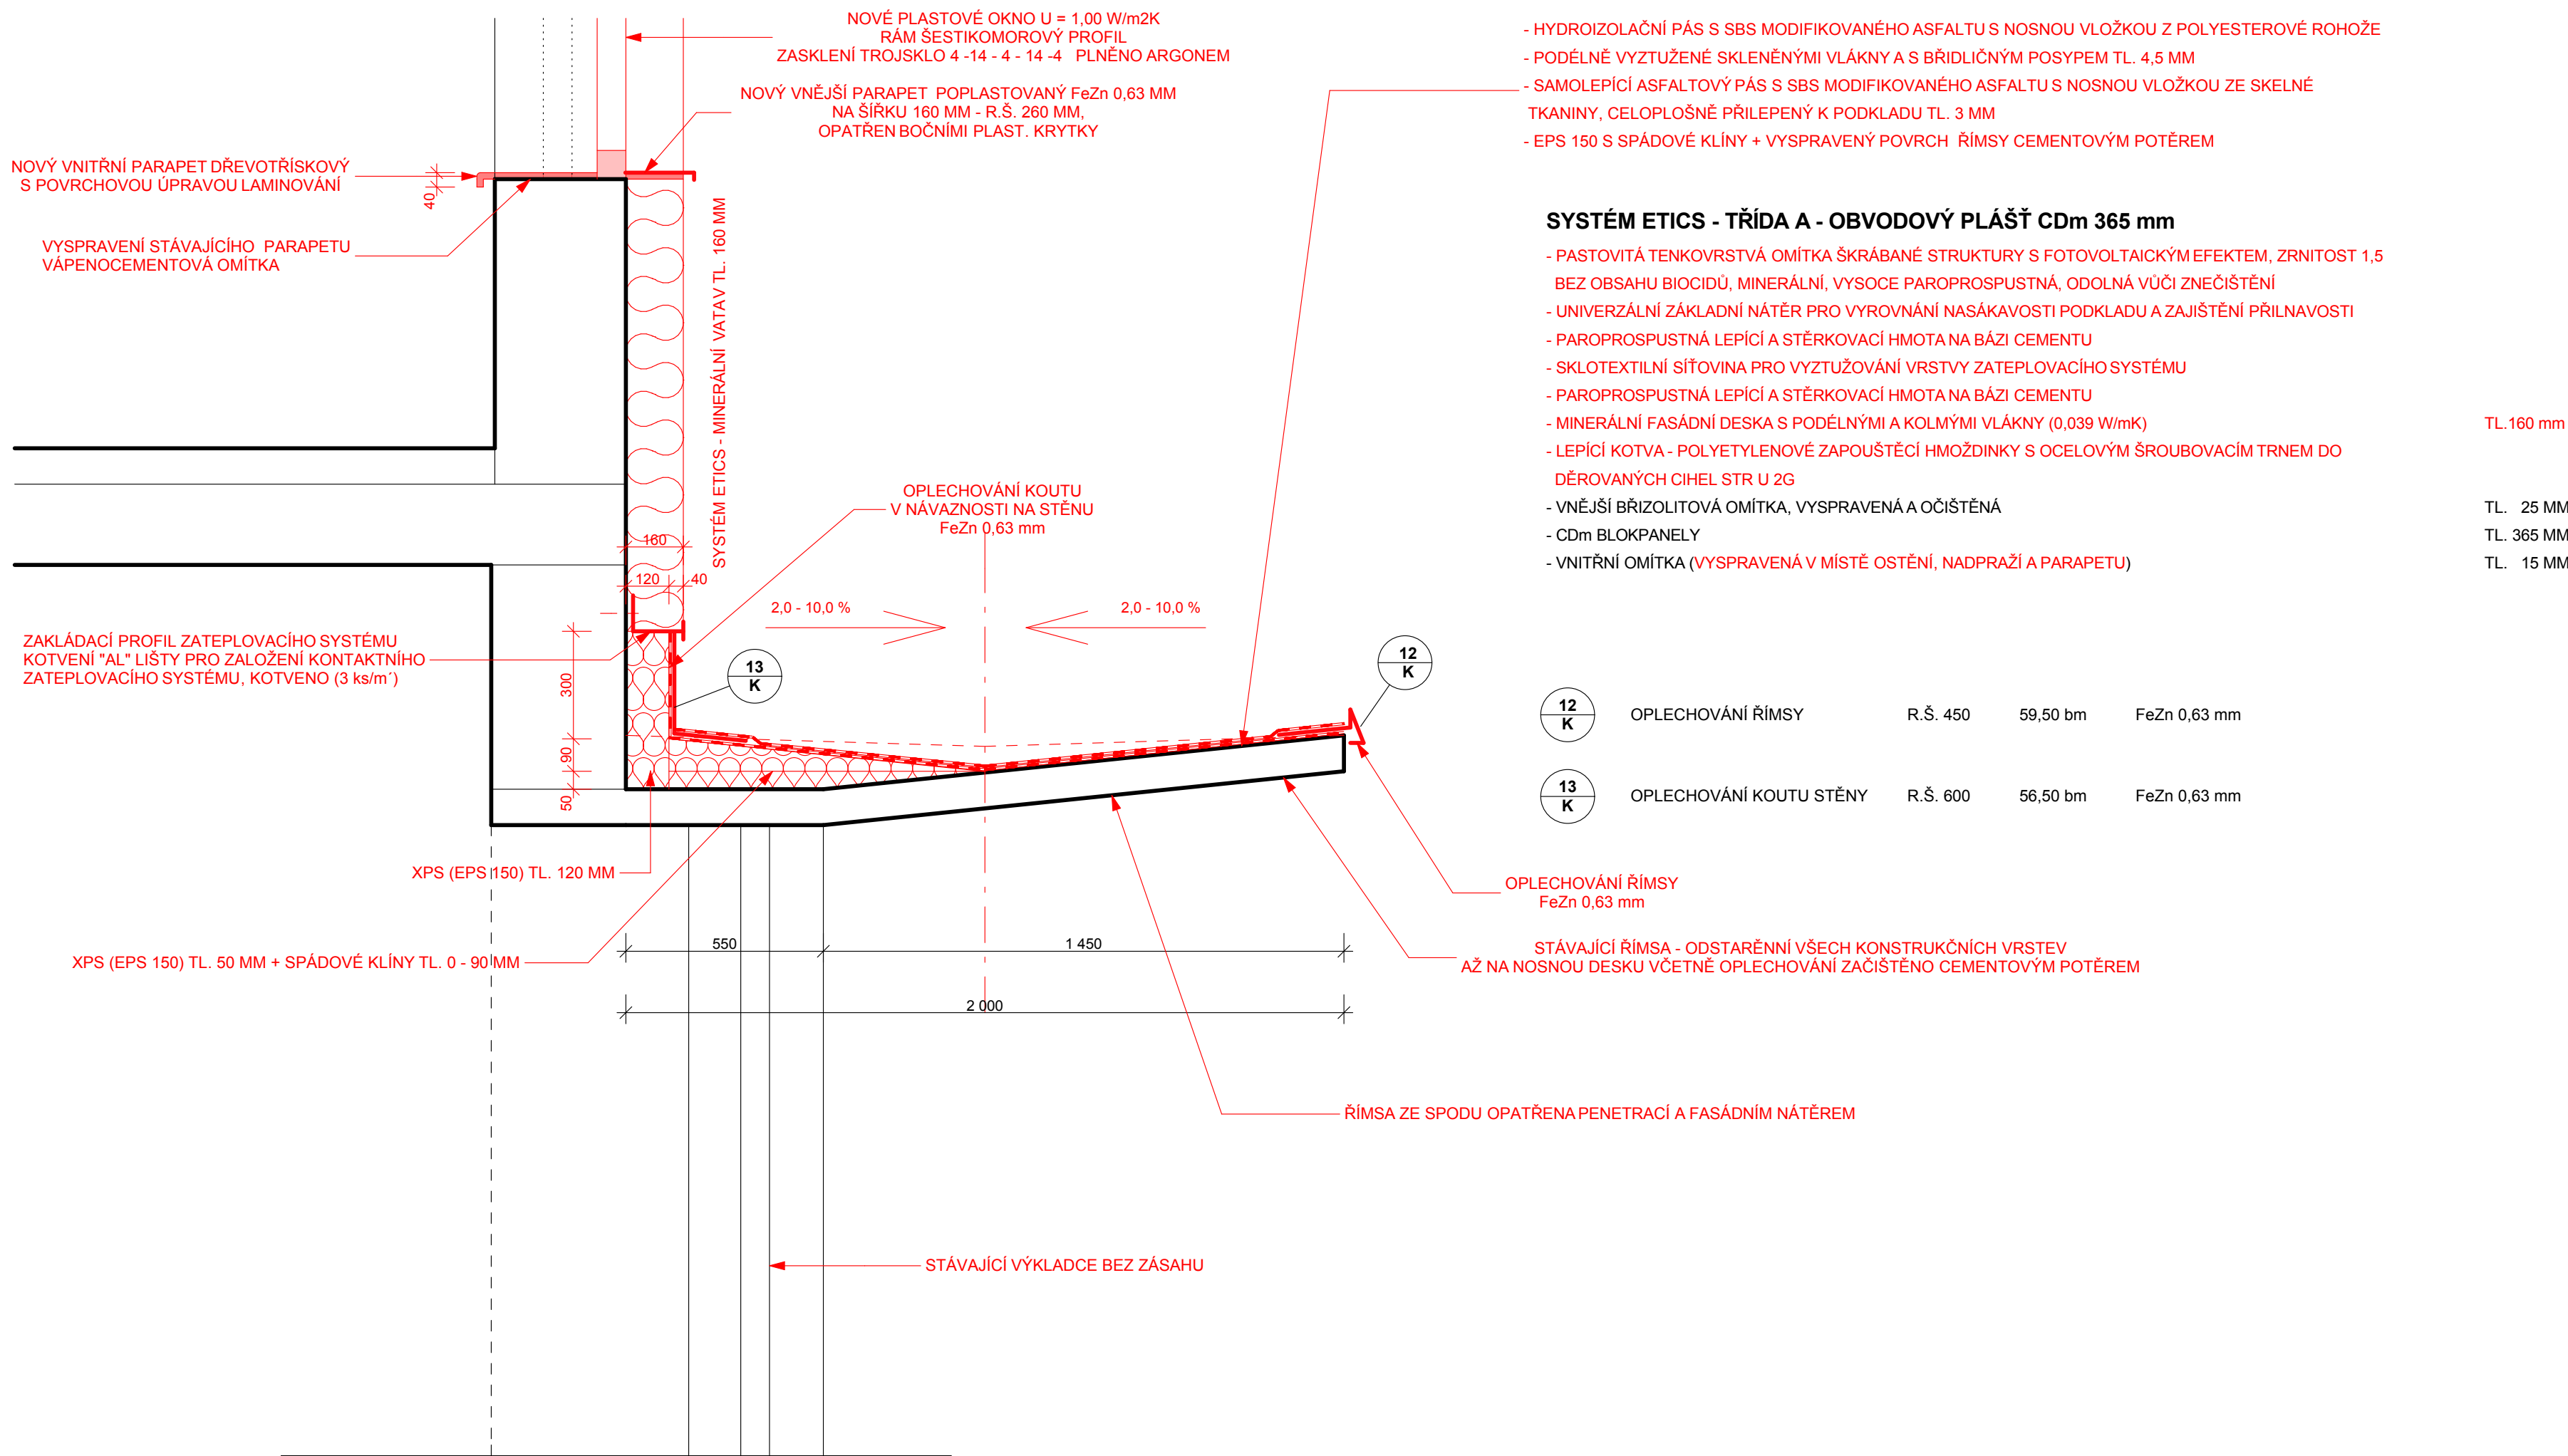 NOVÉ PLASTOVÉ OKNO U = 1,00 W/m2K
RÁM ŠESTIKOMOROVÝ PROFIL
ZASKLENÍ TROJSKLO 4 -14 - 4 - 14 -4 PLNĚNO ARGONEM
NOVÝ VNĚJŠÍ PARAPET POPLASTOVANÝ FeZn 0,63 MM
NA ŠÍŘKU 160 MM - R.Š. 260 MM,
OPATŘEN BOČNÍMI PLAST. KRYTKY
NOVÝ VNITŘNÍ PARAPET DŘEVOTŘÍSKOVÝ
S POVRCHOVOU ÚPRAVOU LAMINOVÁNÍ
40
VYSPRAVENÍ STÁVAJÍCÍHO PARAPETU
VÁPENOCEMENTOVÁ OMÍTKA
SYSTÉM ETICS - MINERÁLNÍ VATA V TL. 160 MM
- HYDROIZOLAČNÍ PÁS S SBS MODIFIKOVANÉHO ASFALTU S NOSNOU VLOŽKOU Z POLYESTEROVÉ ROHOŽE
- PODÉLNĚ VYZTUŽENÉ SKLENĚNÝMI VLÁKNY A S BŘIDLIČNÝM POSYPEM TL. 4,5 MM
- SAMOLEPÍCÍ ASFALTOVÝ PÁS S SBS MODIFIKOVANÉHO ASFALTU S NOSNOU VLOŽKOU ZE SKELNÉ
TKANINY, CELOPLOŠNĚ PŘILEPENÝ K PODKLADU TL. 3 MM
- EPS 150 S SPÁDOVÉ KLÍNY + VYSPRAVENÝ POVRCH ŘÍMSY CEMENTOVÝM POTĚREM
SYSTÉM ETICS - TŘÍDA A - OBVODOVÝ PLÁŠŤ CDm 365 mm
- PASTOVITÁ TENKOVRSTVÁ OMÍTKA ŠKRÁBANÉ STRUKTURY S FOTOVOLTAICKÝM EFEKTEM, ZRNITOST 1,5
BEZ OBSAHU BIOCIDŮ, MINERÁLNÍ, VYSOCE PAROPROSPUSTNÁ, ODOLNÁ VŮČI ZNEČIŠTĚNÍ
- UNIVERZÁLNÍ ZÁKLADNÍ NÁTĚR PRO VYROVNÁNÍ NASÁKAVOSTI PODKLADU A ZAJIŠTĚNÍ PŘILNAVOSTI
- PAROPROSPUSTNÁ LEPÍCÍ A STĚRKOVACÍ HMOTA NA BÁZI CEMENTU
- SKLOTEXTILNÍ SÍŤOVINA PRO VYZTUŽOVÁNÍ VRSTVY ZATEPLOVACÍHO SYSTÉMU
- PAROPROSPUSTNÁ LEPÍCÍ A STĚRKOVACÍ HMOTA NA BÁZI CEMENTU
- MINERÁLNÍ FASÁDNÍ DESKA S PODÉLNÝMI A KOLMÝMI VLÁKNY (0,039 W/mK) TL.160 mm
- LEPÍCÍ KOTVA - POLYETYLENOVÉ ZAPOUŠTĚCÍ HMOŽDINKY S OCELOVÝM ŠROUBOVACÍM TRNEM DO
DĚROVANÝCH CIHEL STR U 2G
- VNĚJŠÍ BŘIZOLITOVÁ OMÍTKA, VYSPRAVENÁ A OČIŠTĚNÁ TL. 25 MM
- CDm BLOKPANELY TL. 365 MM
- VNITŘNÍ OMÍTKA (VYSPRAVENÁ V MÍSTĚ OSTĚNÍ, NADPRAŽÍ A PARAPETU) TL. 15 MM
OPLECHOVÁNÍ KOUTU
V NÁVAZNOSTI NA STĚNU
FeZn 0,63 mm
160
120 40
2,0 - 10,0 % 2,0 - 10,0 %
ZAKLÁDACÍ PROFIL ZATEPLOVACÍHO SYSTÉMU
KOTVENÍ "AL" LIŠTY PRO ZALOŽENÍ KONTAKTNÍHO
ZATEPLOVACÍHO SYSTÉMU, KOTVENO (3 ks/m´)
300
90
50
13
K
12
K
12
K
OPLECHOVÁNÍ ŘÍMSY R.Š. 450 59,50 bm FeZn 0,63 mm
13
K
OPLECHOVÁNÍ KOUTU STĚNY R.Š. 600 56,50 bm FeZn 0,63 mm
XPS (EPS 150) TL. 120 MM
OPLECHOVÁNÍ ŘÍMSY
FeZn 0,63 mm
XPS (EPS 150) TL. 50 MM + SPÁDOVÉ KLÍNY TL. 0 - 90 MM
550 1 450
2 000
STÁVAJÍCÍ ŘÍMSA - ODSTARĚNNÍ VŠECH KONSTRUKČNÍCH VRSTEV
AŽ NA NOSNOU DESKU VČETNĚ OPLECHOVÁNÍ ZAČIŠTĚNO CEMENTOVÝM POTĚREM
ŘÍMSA ZE SPODU OPATŘENA PENETRACÍ A FASÁDNÍM NÁTĚREM
STÁVAJÍCÍ VÝKLADCE BEZ ZÁSAHU